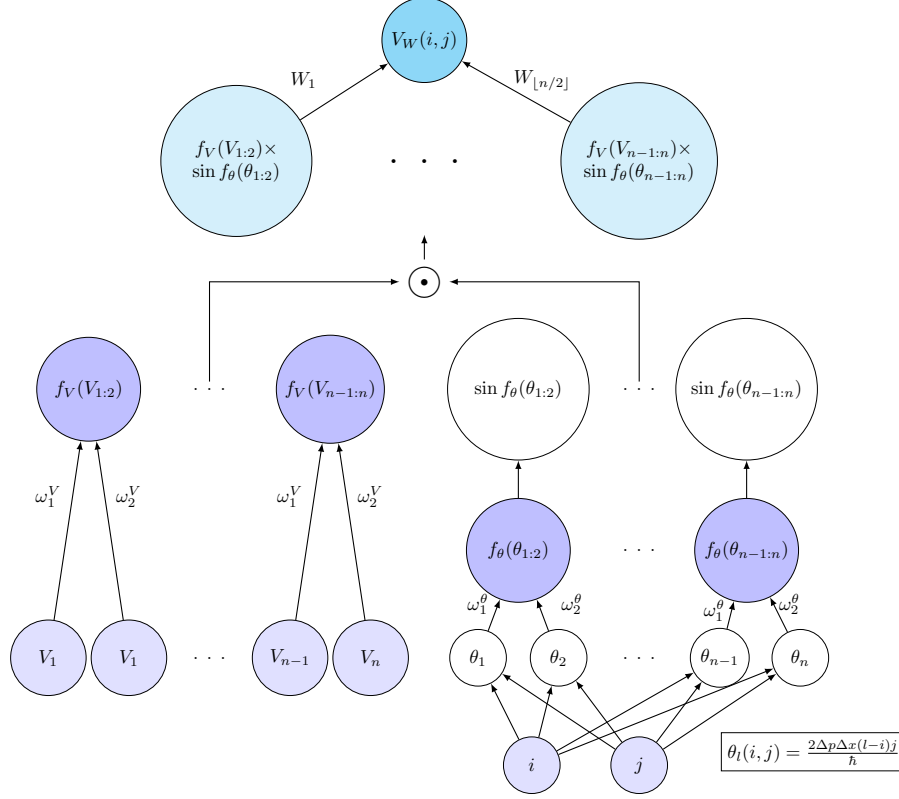 V_W(i, j)
W_1
W_{⌊n/2⌋}
f_V(V_{1:2})×
sin f_θ(θ_{1:2})
· · ·
f_V(V_{n−1:n})×
sin f_θ(θ_{n−1:n})
f_V(V_{1:2})
· · ·
f_V(V_{n−1:n})
sin f_θ(θ_{1:2})
· · ·
sin f_θ(θ_{n−1:n})
ω_1^V
ω_2^V
ω_1^V
ω_2^V
f_θ(θ_{1:2})
· · ·
f_θ(θ_{n−1:n})
ω_1^θ
ω_2^θ
ω_1^θ
ω_2^θ
V_1
V_1
· · ·
V_{n−1}
V_n
θ_1
θ_2
· · ·
θ_{n−1}
θ_n
i
j
θ_l(i, j) = \frac{2ΔpΔx(l−i)j}{ℏ}